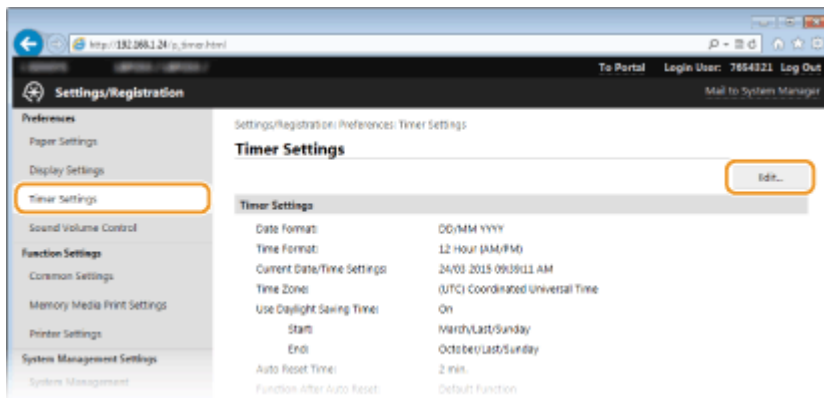 http://192.168.1.24/p_timer.html
To Portal Login User: 7654321 Log Out
Settings/Registration
Mail to System Manager
Preferences
Paper Settings
Display Settings
Timer Settings
Sound Volume Control
Function Settings
Common Settings
Memory Media Print Settings
Printer Settings
System Management Settings
System Management
Settings/Registration: Preferences: Timer Settings
Timer Settings
Edit...
Timer Settings
Date Format: DD/MM YYYY
Time Format: 12 Hour (AM/PM)
Current Date/Time Settings: 24/03 2015 09:39:11 AM
Time Zone: (UTC) Coordinated Universal Time
Use Daylight Saving Time: On
Start: March/Last/Sunday
End: October/Last/Sunday
Auto Reset Time: 2 min.
Function After Auto Reset: Default Function